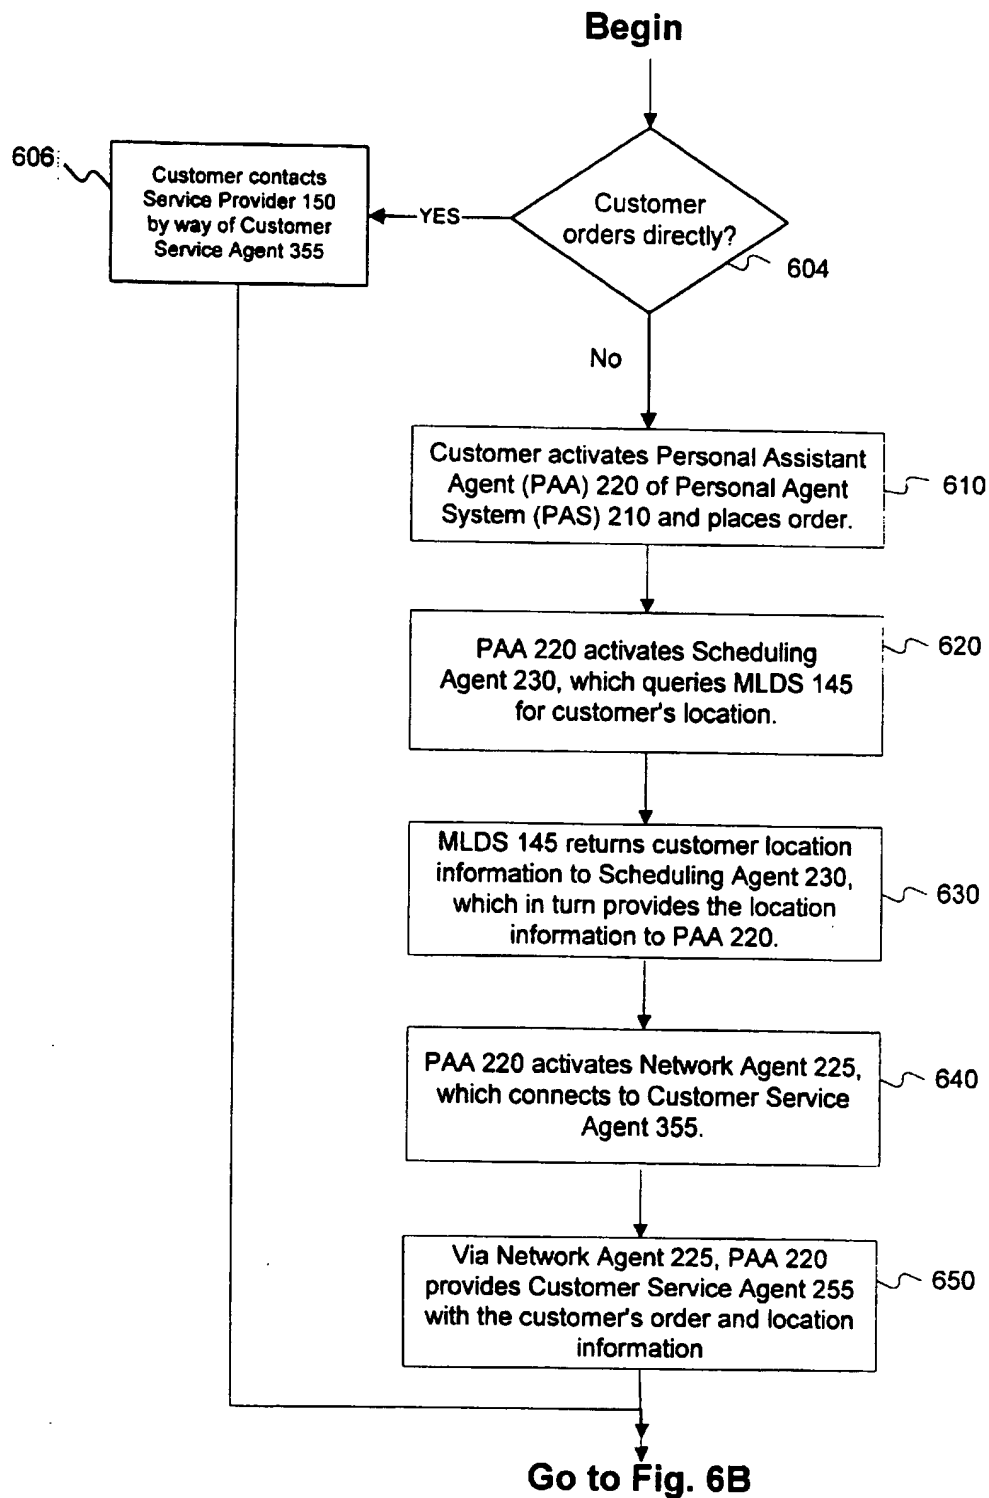 Begin
606
Customer contacts
Service Provider 150
by way of Customer
Service Agent 355
YES
Customer
orders directly?
604
No
Customer activates Personal Assistant
Agent (PAA) 220 of Personal Agent
System (PAS) 210 and places order.
610
PAA 220 activates Scheduling
Agent 230, which queries MLDS 145
for customer's location.
620
MLDS 145 returns customer location
information to Scheduling Agent 230,
which in turn provides the location
information to PAA 220.
630
PAA 220 activates Network Agent 225,
which connects to Customer Service
Agent 355.
640
Via Network Agent 225, PAA 220
provides Customer Service Agent 255
with the customer's order and location
information
650
Go to Fig. 6B